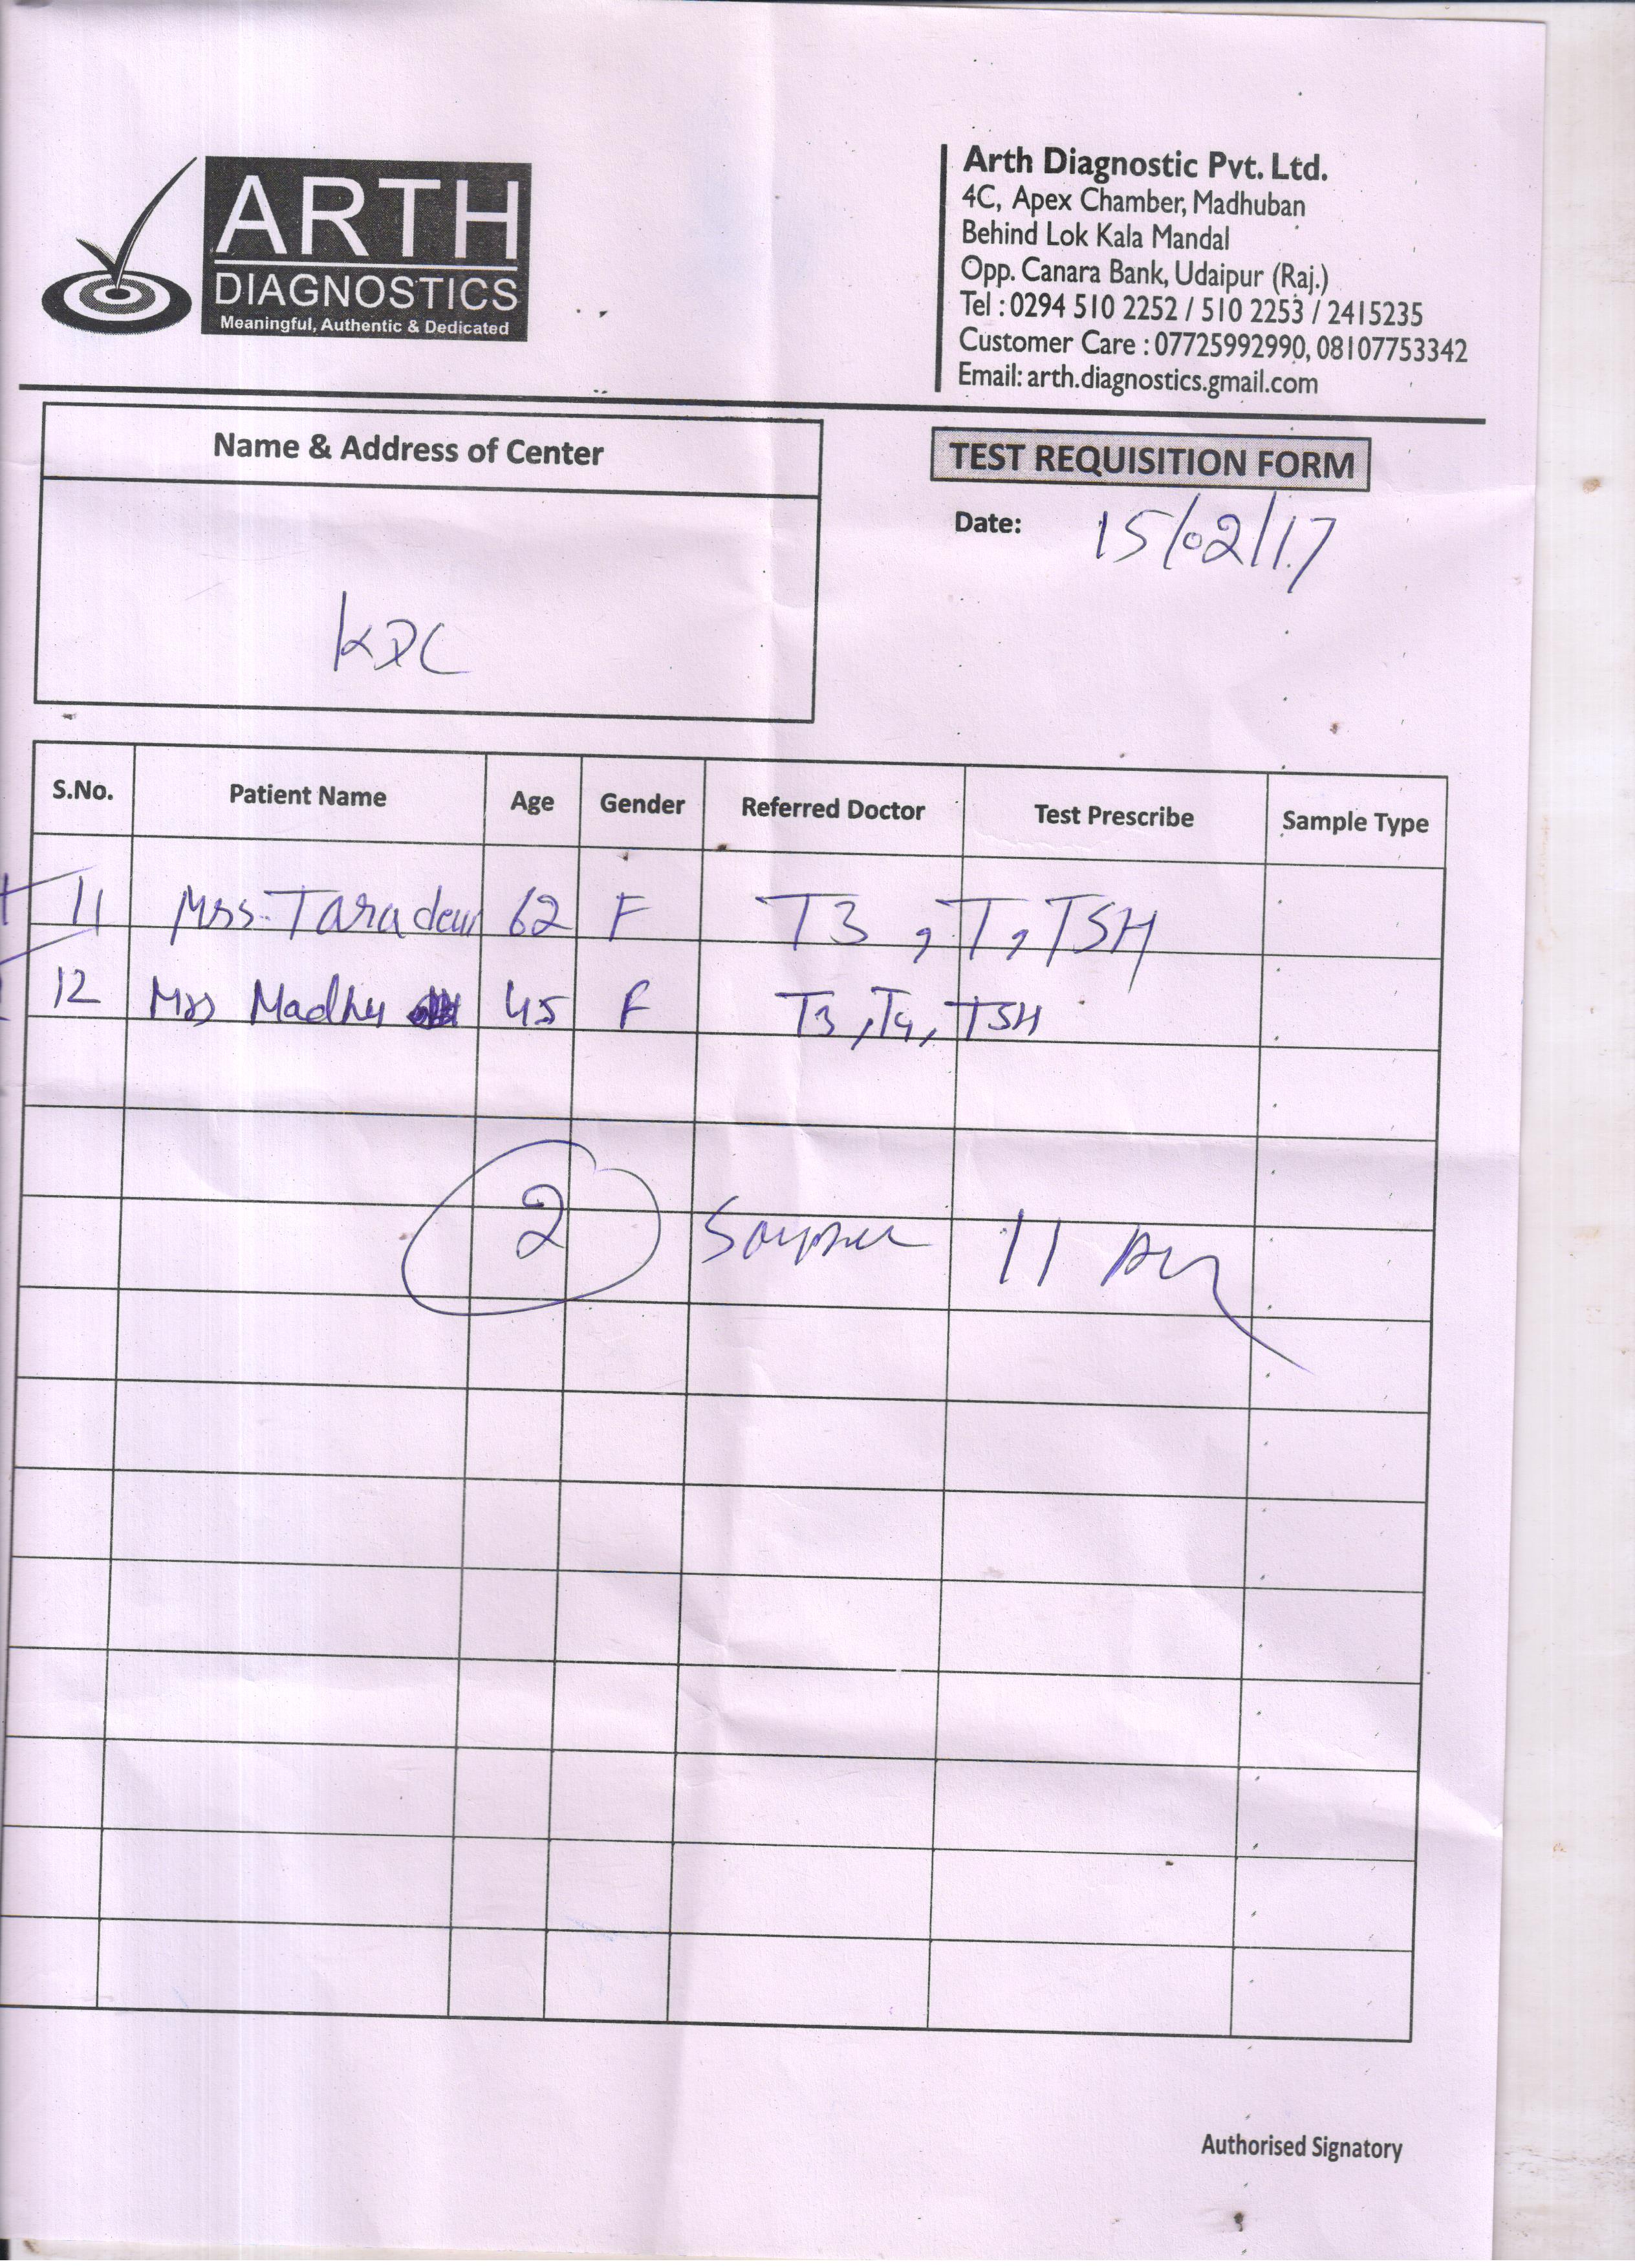 ARTH
DIAGNOSTICS
Meaningful, Authentic & Dedicated
Arth Diagnostic Pvt. Ltd.
4C, Apex Chamber, Madhuban
Behind Lok Kala Mandal
Opp. Canara Bank, Udaipur (Raj.)
Tel : 0294 510 2252 / 510 2253 / 2415235
Customer Care : 07725992990, 08107753342
Email: arth.diagnostics.gmail.com
Name & Address of Center
KDC
TEST REQUISITION FORM
Date: 15/02/17
S.No. Patient Name Age Gender Referred Doctor Test Prescribe Sample Type
11 Mrs. Taradevi 62 F T3, T, TSH
12 Mrs Madhu 45 F T3, T4, TSH
2 11
Authorised Signatory